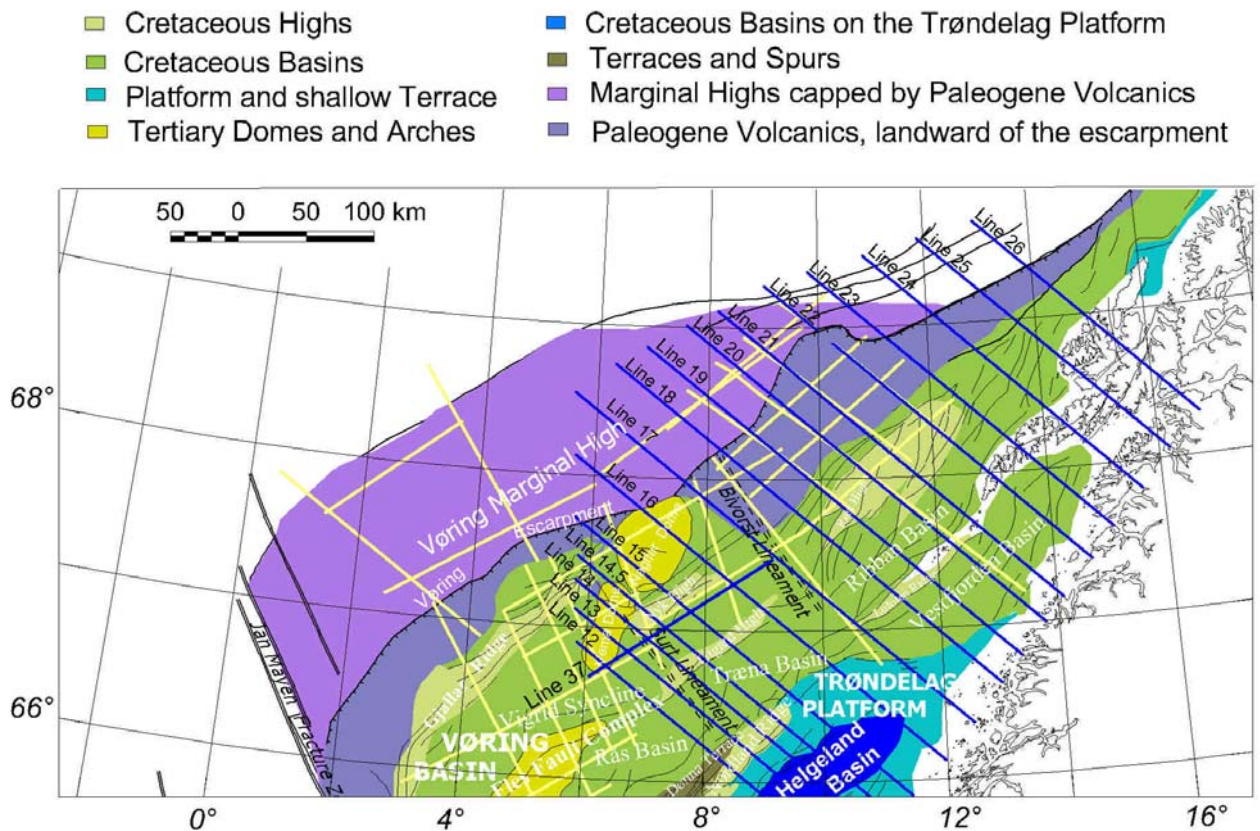 Cretaceous Highs
Cretaceous Basins
Platform and shallow Terrace
Tertiary Domes and Arches
Cretaceous Basins on the Trøndelag Platform
Terraces and Spurs
Marginal Highs capped by Paleogene Volcanics
Paleogene Volcanics, landward of the escarpment
50 0 50 100 km
Line 26
Line 25
Line 24
Line 23
Line 22
Line 21
Line 20
Line 19
Line 18
Line 17
Line 16
Line 15
Line 14.5
Line 14
Line 13
Line 12
Line 37
68°
66°
Vøring Marginal High
Vøring
Escarpment
Bivorst Lineament
Surt Lineament
Jan Mayen Fracture Z
Gjallar Ridge
Ribban Basin
Vestfjorden Basin
Træna Basin
Vigrid Syncline
Fles Fault Complex
Rås Basin
VØRING
BASIN
TRØNDELAG
PLATFORM
Helgeland
Basin
0° 4° 8° 12° 16°